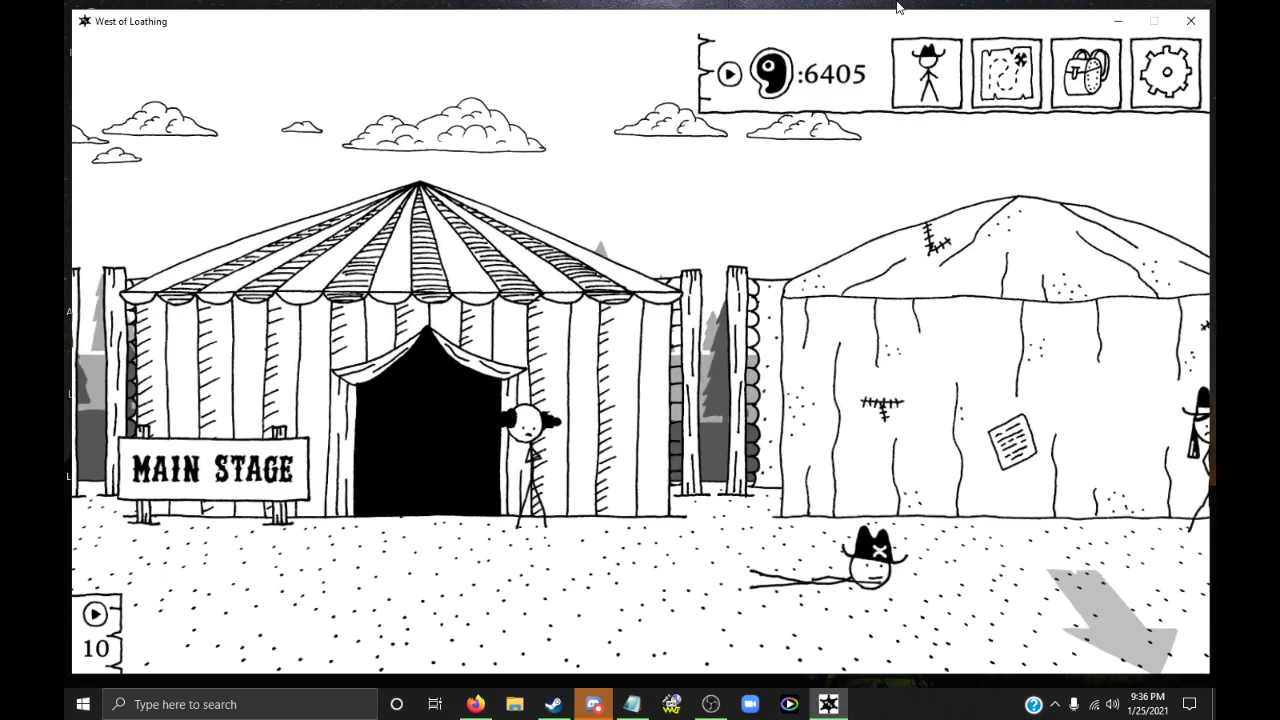 West of Loathing
:6405
MAIN STAGE
10
Type here to search
9:36 PM
1/25/2021